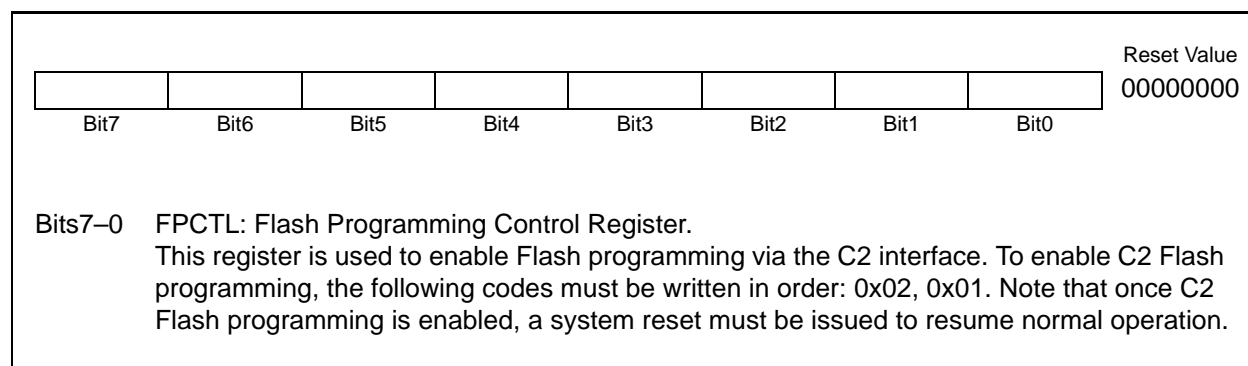 Reset Value
00000000
Bit7 Bit6 Bit5 Bit4 Bit3 Bit2 Bit1 Bit0
Bits7–0 FPCTL: Flash Programming Control Register.
This register is used to enable Flash programming via the C2 interface. To enable C2 Flash
programming, the following codes must be written in order: 0x02, 0x01. Note that once C2
Flash programming is enabled, a system reset must be issued to resume normal operation.